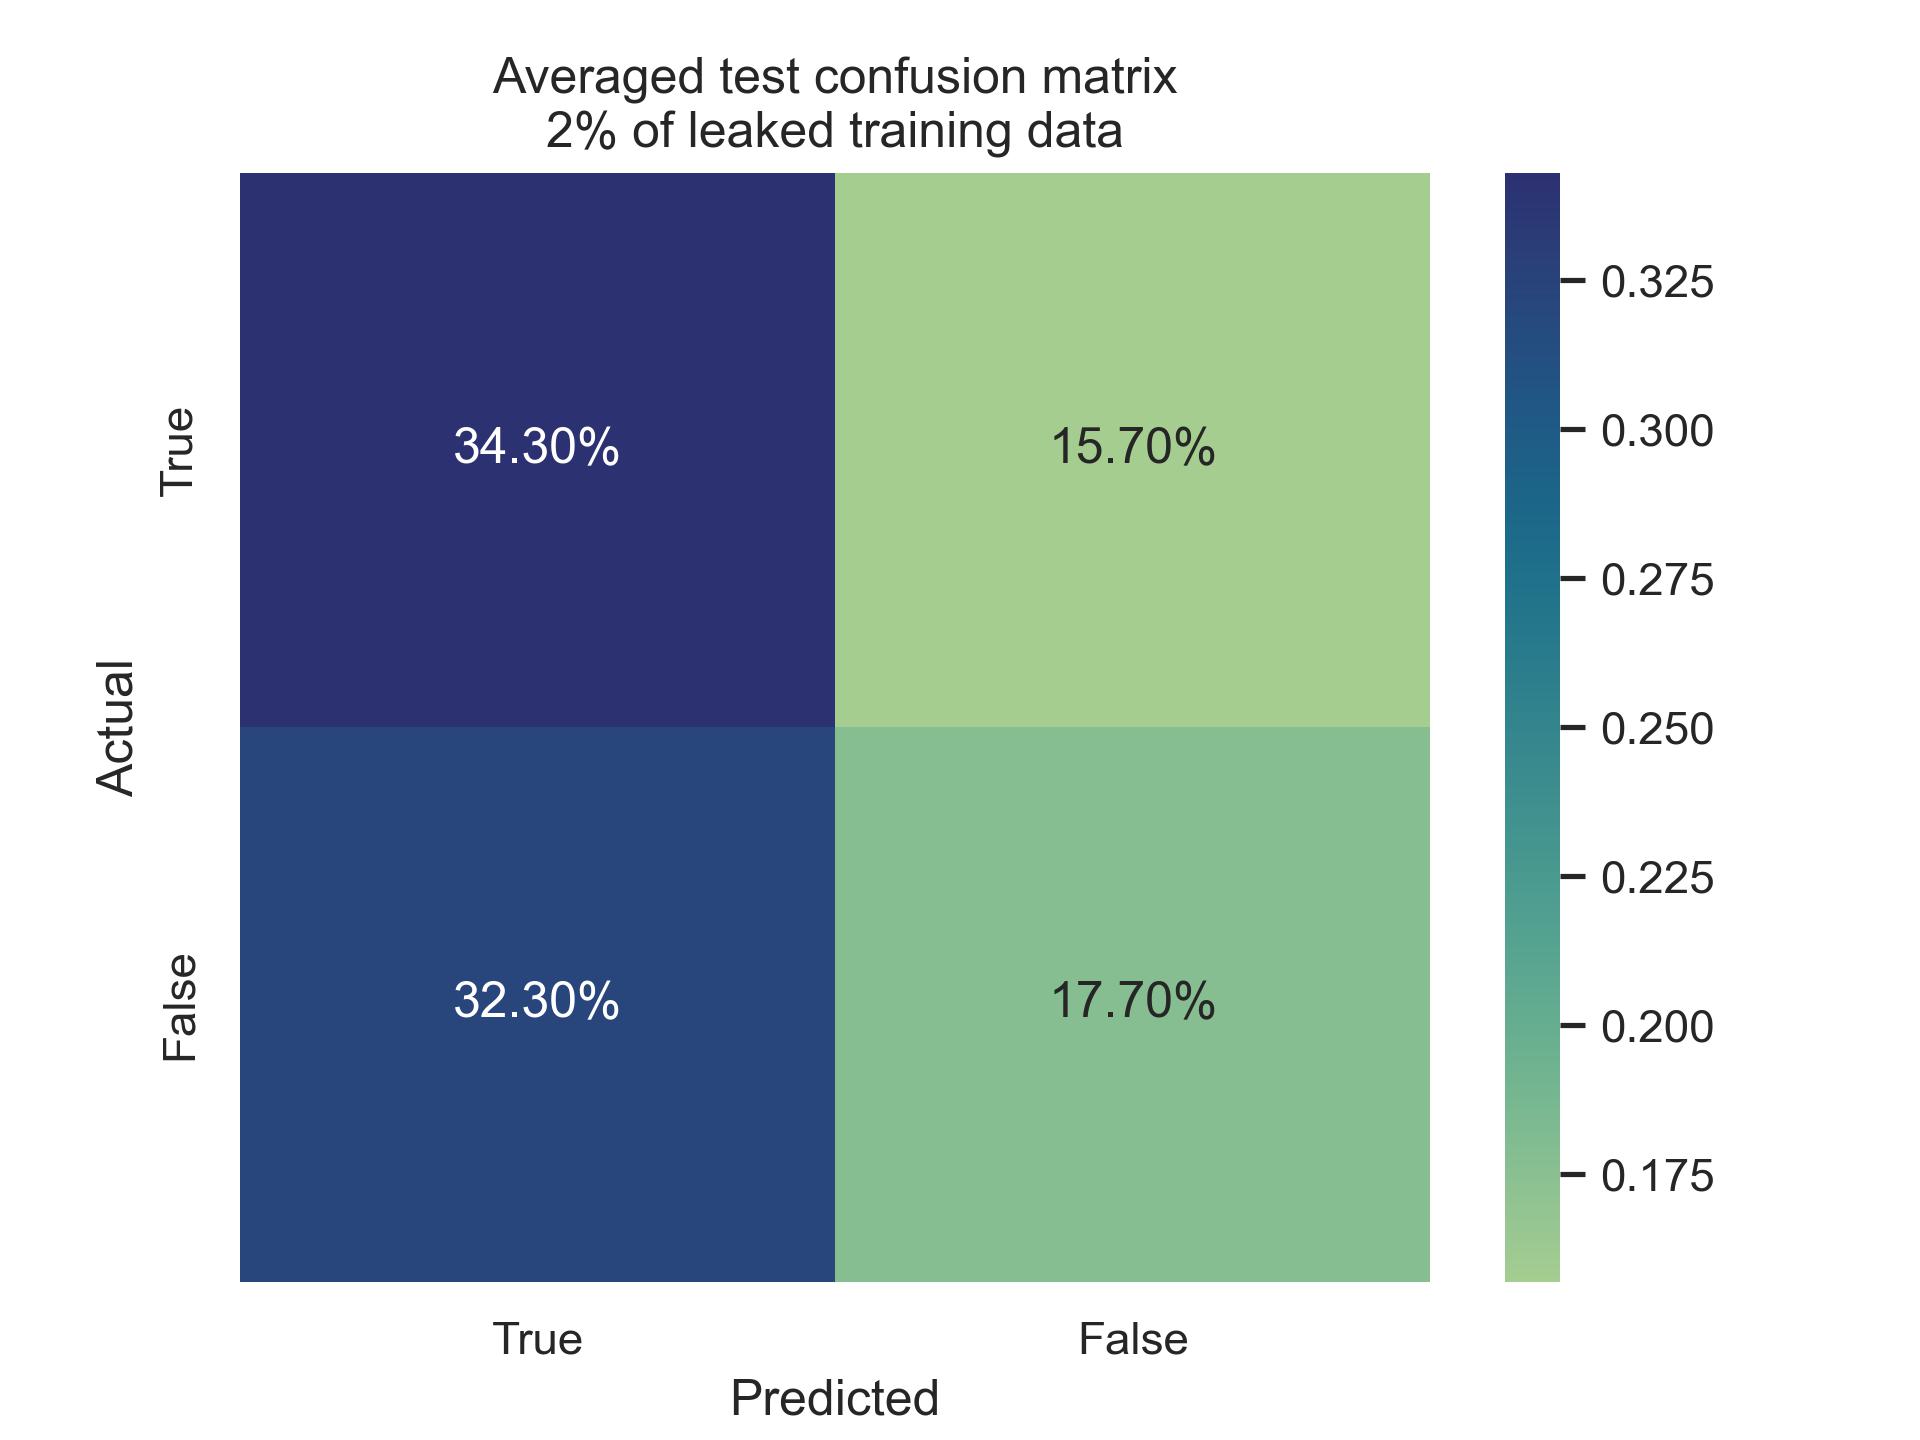 Averaged test confusion matrix
2% of leaked training data
Actual
True
False
34.30%
15.70%
32.30%
17.70%
True
False
Predicted
0.325
0.300
0.275
0.250
0.225
0.200
0.175